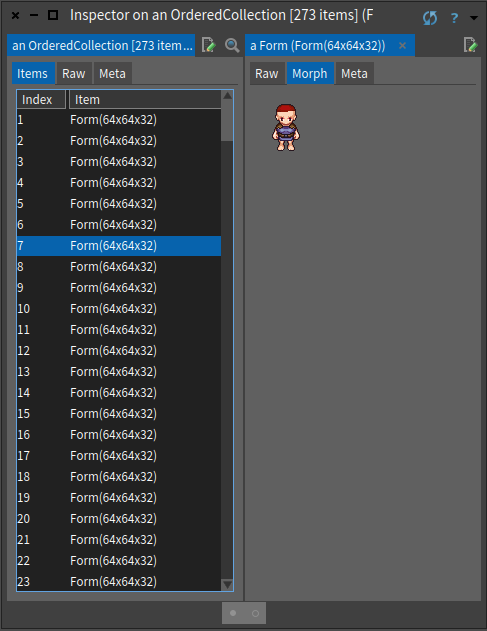 Inspector on an OrderedCollection [273 items] (F
?
an OrderedCollection [273 item...
a Form (Form(64x64x32))
Items Raw Meta
Raw Morph Meta
Index Item
1 Form(64x64x32)
2 Form(64x64x32)
3 Form(64x64x32)
4 Form(64x64x32)
5 Form(64x64x32)
6 Form(64x64x32)
7 Form(64x64x32)
8 Form(64x64x32)
9 Form(64x64x32)
10 Form(64x64x32)
11 Form(64x64x32)
12 Form(64x64x32)
13 Form(64x64x32)
14 Form(64x64x32)
15 Form(64x64x32)
16 Form(64x64x32)
17 Form(64x64x32)
18 Form(64x64x32)
19 Form(64x64x32)
20 Form(64x64x32)
21 Form(64x64x32)
22 Form(64x64x32)
23 Form(64x64x32)